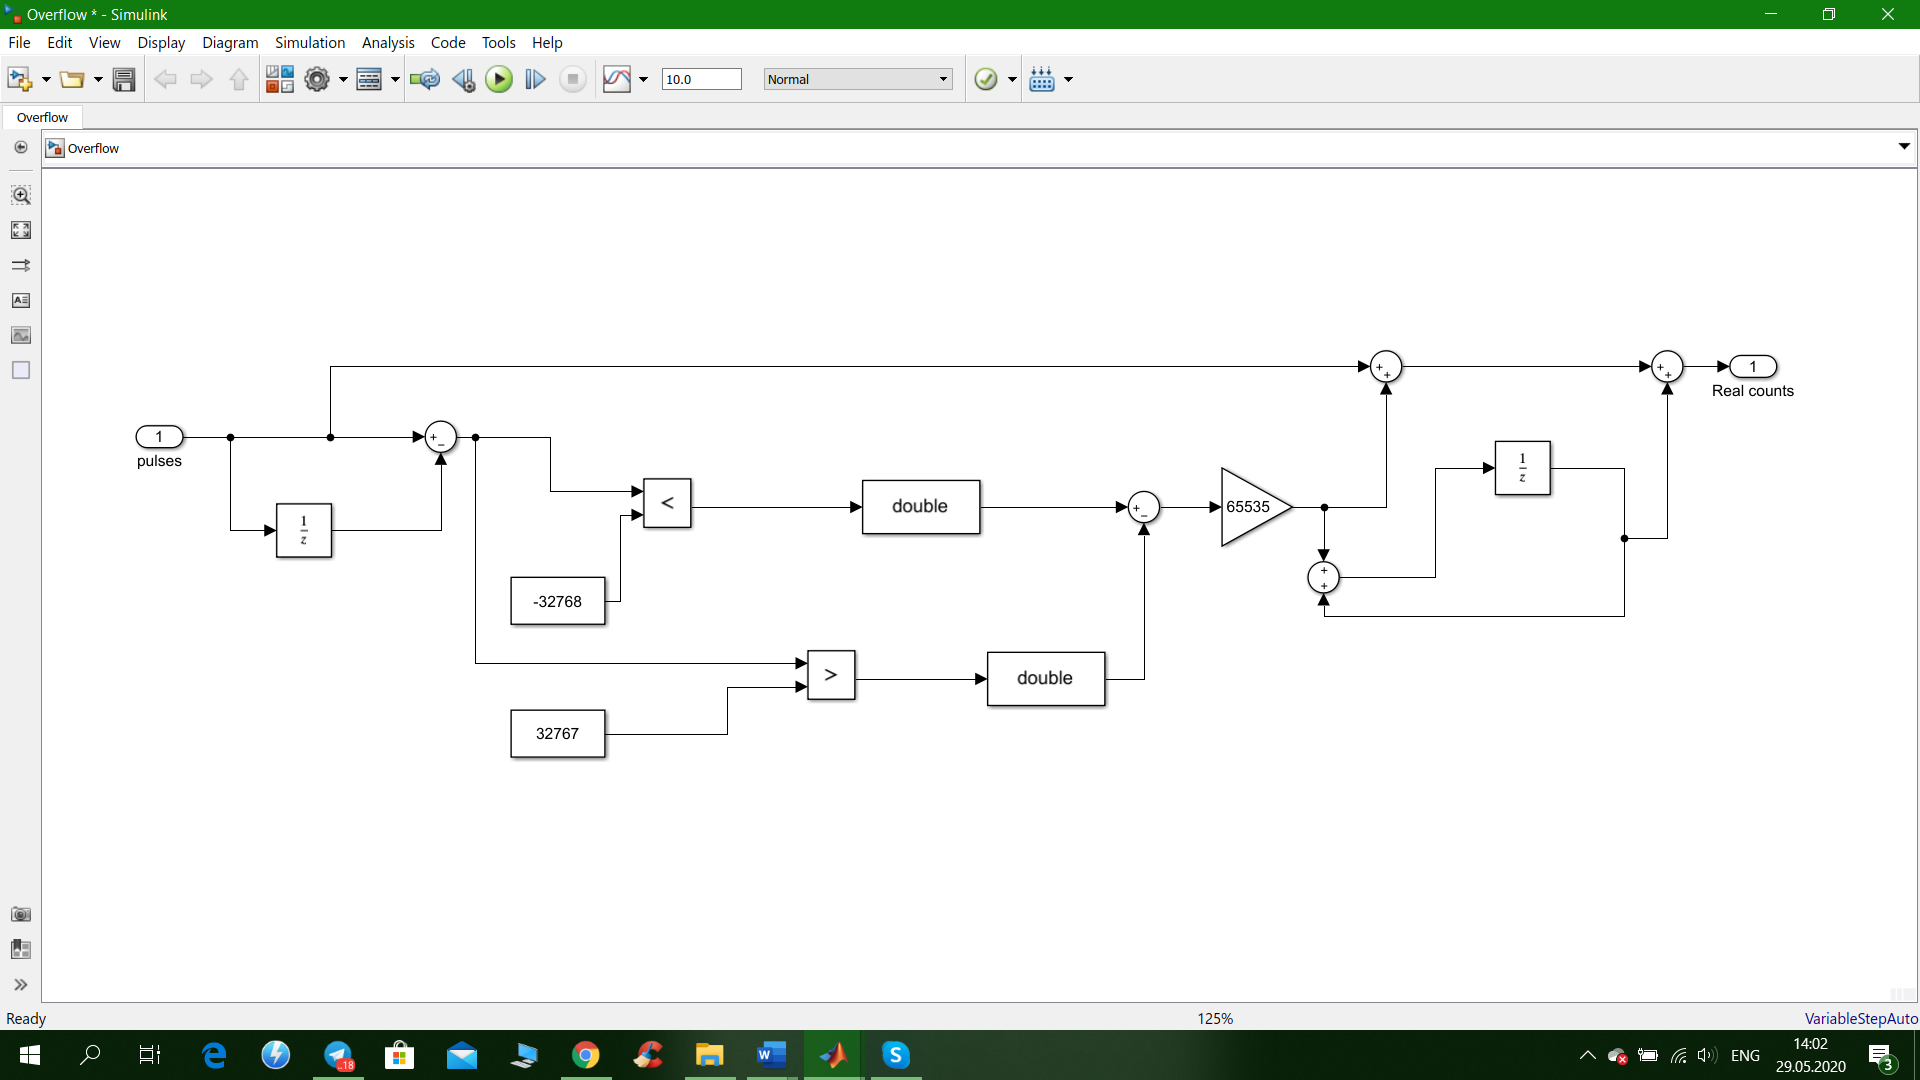 Overflow * - Simulink
File Edit View Display Diagram Simulation Analysis Code Tools Help
10.0 Normal
Overflow
Overflow
1
Real counts
1
pulses
1
z
1
z
<
double
65535
-32768
>
double
32767
Ready 125% VariableStepAuto
..18
ENG
14:02
29.05.2020
3